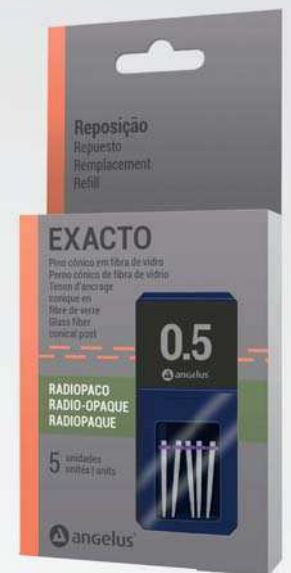 Reposição
Repuesto
Remplacement
Refill
EXACTO
Pino cônico em fibra de vidro
Perno cónico de fibra de vidrio
Tenon d'ancrage
conique en
fibre de verre
Glass fiber
conical post
0.5
angelus
RADIOPACO
RADIO-OPAQUE
RADIOPAQUE
5 unidades
unités | units
angelus